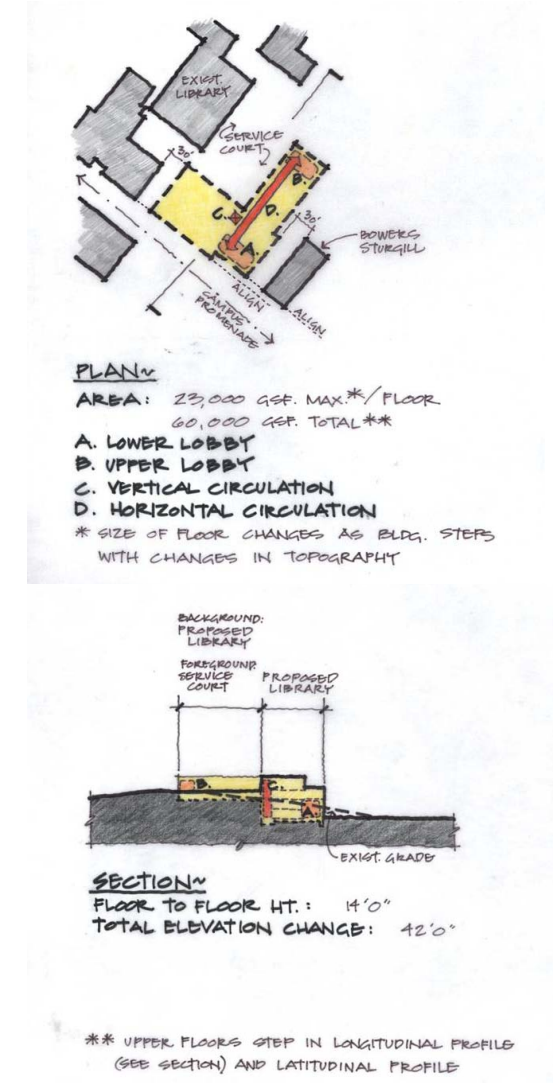 EXIST.
LIBRARY
SERVICE
COURT
30'
B
D.
C.
30'
A
BOWERS
STURGILL
ALIGN
CAMPUS
PROMENADE
ALIGN
PLAN~
AREA: 23,000 GSF. MAX.*/FLOOR
60,000 GSF. TOTAL**
A. LOWER LOBBY
B. UPPER LOBBY
C. VERTICAL CIRCULATION
D. HORIZONTAL CIRCULATION
* SIZE OF FLOOR CHANGES AS BLDG. STEPS
WITH CHANGES IN TOPOGRAPHY
BACKGROUND:
PROPOSED
LIBRARY
FOREGROUND:
SERVICE
COURT
PROPOSED
LIBRARY
B.
C.
A
EXIST. GRADE
SECTION~
FLOOR TO FLOOR HT.: 14'0"
TOTAL ELEVATION CHANGE: 42'0"
** UPPER FLOORS STEP IN LONGITUDINAL PROFILE
(SEE SECTION) AND LATITUDINAL PROFILE